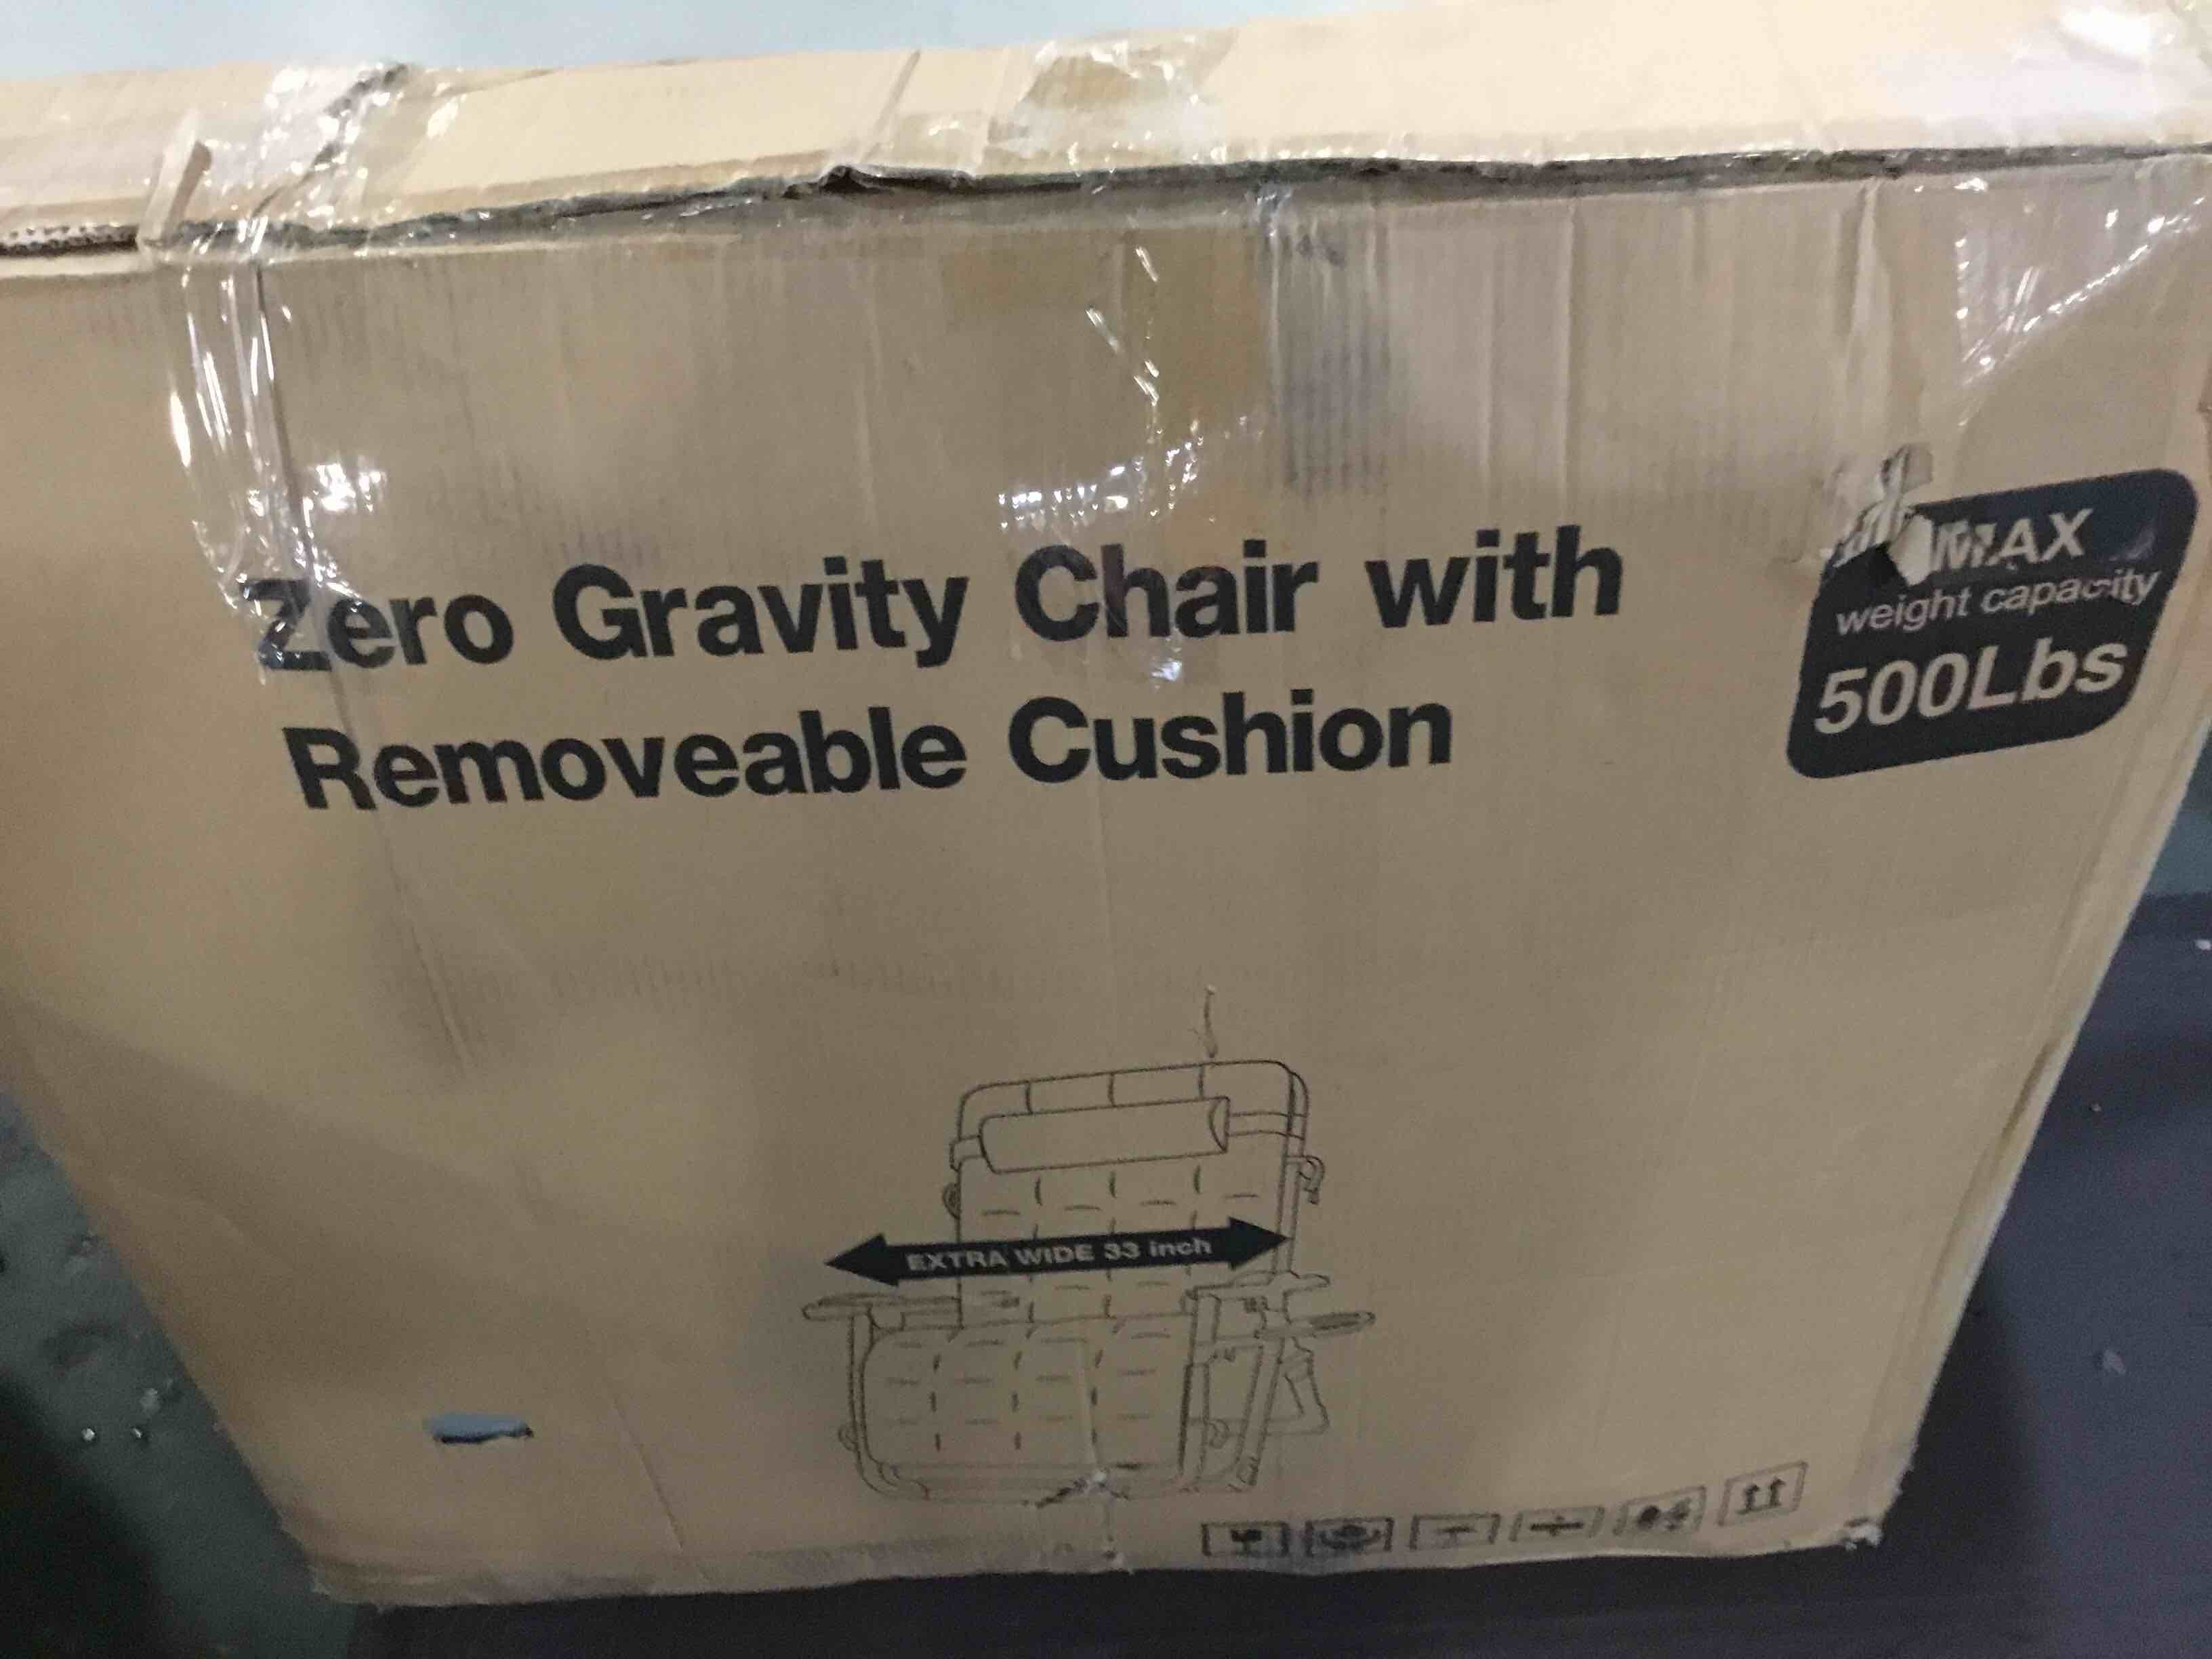 Zero Gravity Chair with
Removeable Cushion
MAX
weight capacity
500Lbs
EXTRA WIDE 33 inch